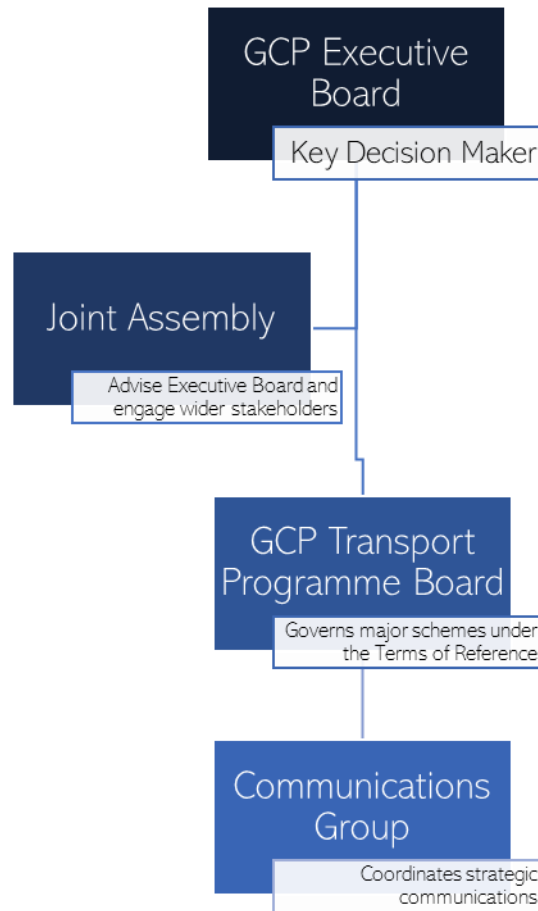 GCP Executive
Board
Key Decision Maker
Joint Assembly
Advise Executive Board and
engage wider stakeholders
GCP Transport
Programme Board
Governs major schemes under
the Terms of Reference
Communications
Group
Coordinates strategic
communications